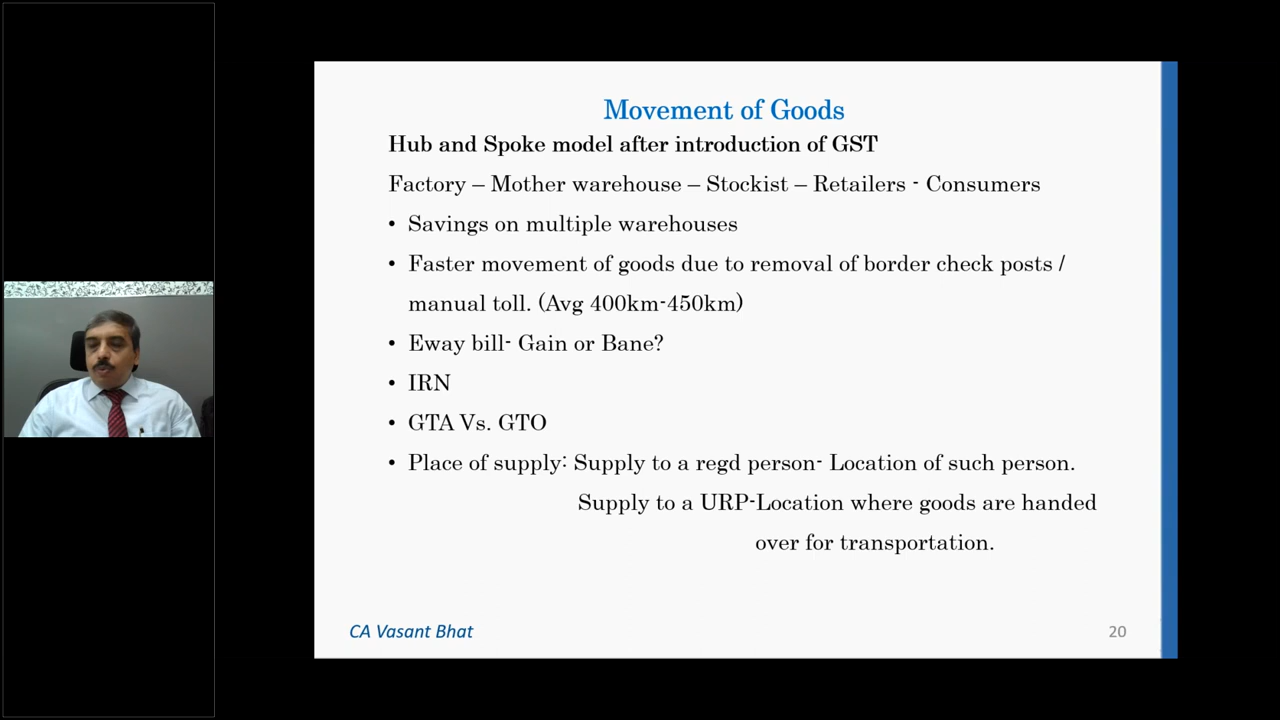 Movement of Goods
Hub and Spoke model after introduction of GST
Factory – Mother warehouse – Stockist – Retailers - Consumers
• Savings on multiple warehouses
• Faster movement of goods due to removal of border check posts /
manual toll. (Avg 400km-450km)
• Eway bill- Gain or Bane?
• IRN
• GTA Vs. GTO
• Place of supply: Supply to a regd person- Location of such person.
Supply to a URP-Location where goods are handed
over for transportation.
CA Vasant Bhat
20